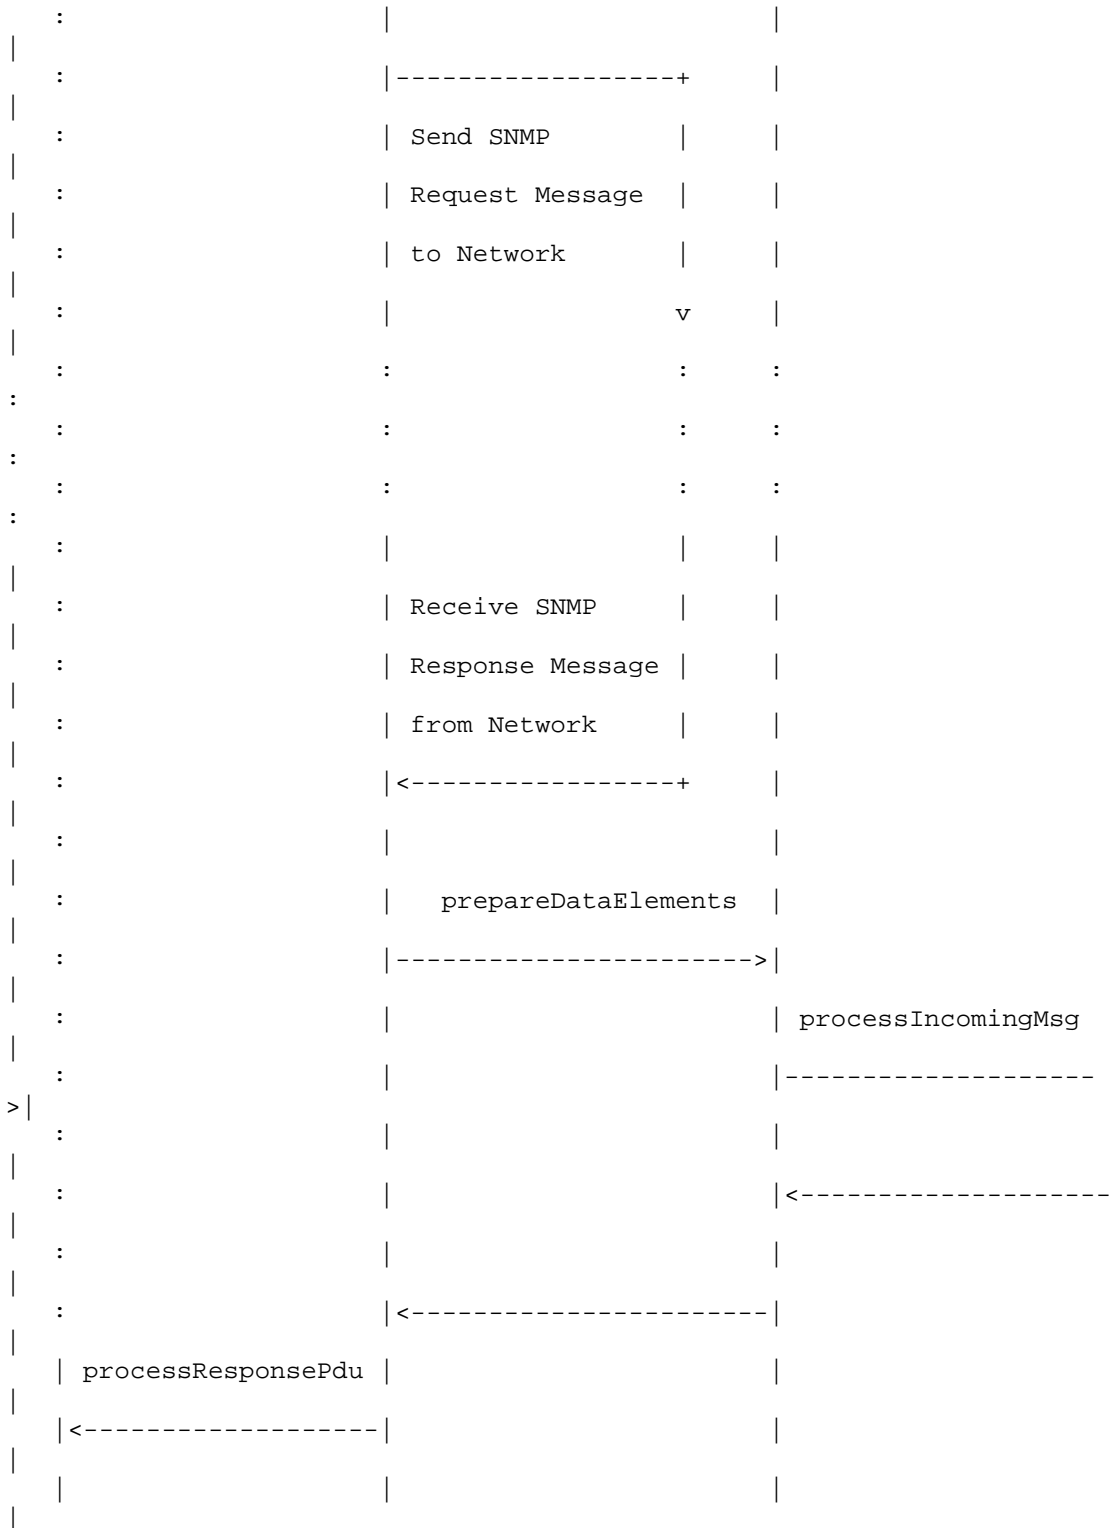 :                    |                        |
|
   :                    |------------------+     |
|
   :                    | Send SNMP        |     |
|
   :                    | Request Message  |     |
|
   :                    | to Network       |     |
|
   :                    |                  v     |
|
   :                    :                  :     :
:
   :                    :                  :     :
:
   :                    :                  :     :
:
   :                    |                  |     |
|
   :                    | Receive SNMP     |     |
|
   :                    | Response Message |     |
|
   :                    | from Network     |     |
|
   :                    |<-----------------+     |
|
   :                    |                        |
|
   :                    |   prepareDataElements  |
|
   :                    |----------------------->|
|
   :                    |                        | processIncomingMsg
|
   :                    |                        |--------------------
>|
   :                    |                        |
|
   :                    |                        |<--------------------
|
   :                    |                        |
|
   :                    |<-----------------------|
|
   | processResponsePdu |                        |
|
   |<-------------------|                        |
|
   |                    |                        |
|